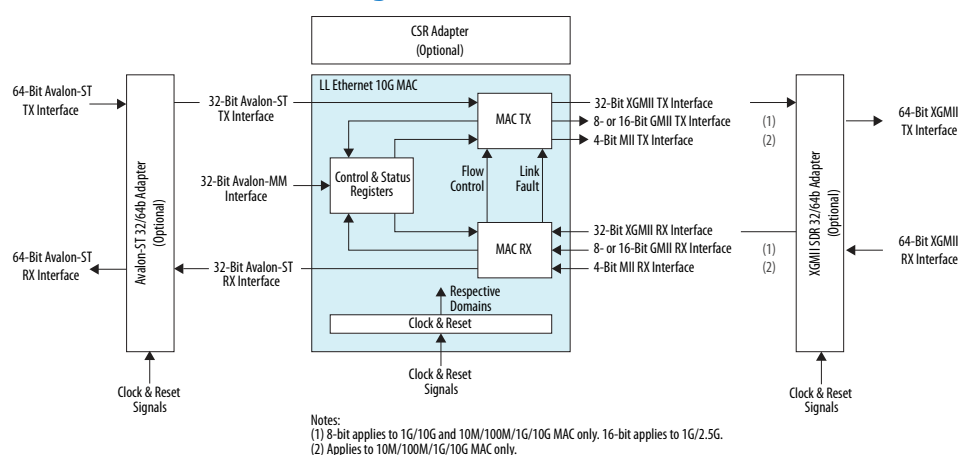 CSR Adapter
(Optional)
64-Bit Avalon-ST
TX Interface
Avalon-ST 32/64b Adapter
(Optional)
64-Bit Avalon-ST
RX Interface
Clock & Reset
Signals
32-Bit Avalon-ST
TX Interface
32-Bit Avalon-MM
Interface
32-Bit Avalon-ST
RX Interface
LL Ethernet 10G MAC
MAC TX
Control & Status
Registers
Flow
Control
Link
Fault
MAC RX
Respective
Domains
Clock & Reset
Clock & Reset
Signals
32-Bit XGMII TX Interface
8- or 16-Bit GMII TX Interface
(1)
4-Bit MII TX Interface
(2)
32-Bit XGMII RX Interface
8- or 16-Bit GMII RX Interface
(1)
4-Bit MII RX Interface
(2)
XGMII SDR 32/64b Adapter
(Optional)
64-Bit XGMII
TX Interface
64-Bit XGMII
RX Interface
Clock & Reset
Signals
Notes:
(1) 8-bit applies to 1G/10G and 10M/100M/1G/10G MAC only. 16-bit applies to 1G/2.5G.
(2) Applies to 10M/100M/1G/10G MAC only.